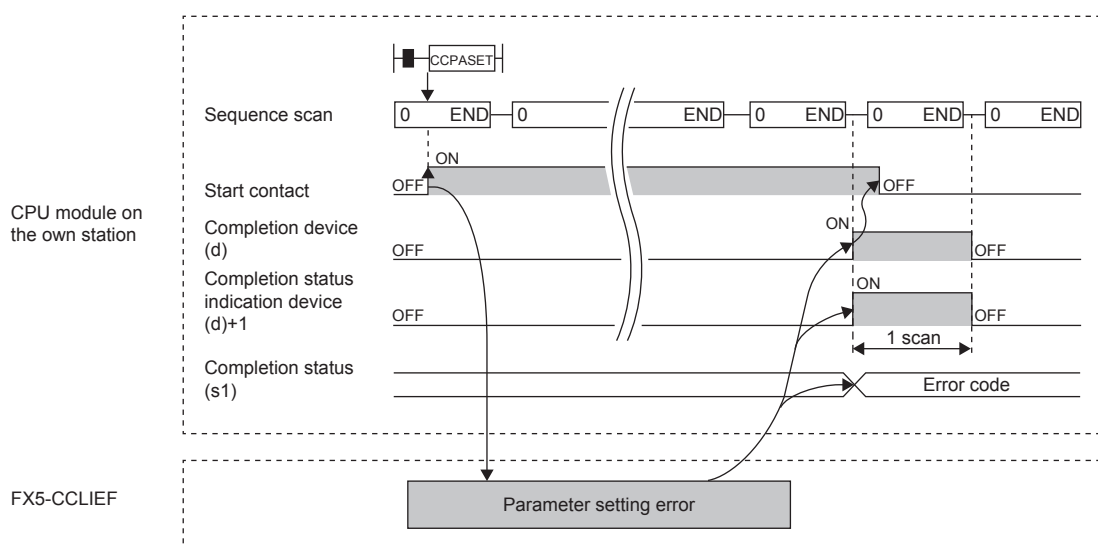 CCPASET
Sequence scan
0 END 0 END 0 END 0 END 0 END
ON
Start contact
OFF
OFF
CPU module on
the own station
Completion device
(d)
ON
OFF
OFF
Completion status
indication device
(d)+1
ON
OFF
OFF
1 scan
Completion status
(s1)
Error code
FX5-CCLIEF
Parameter setting error